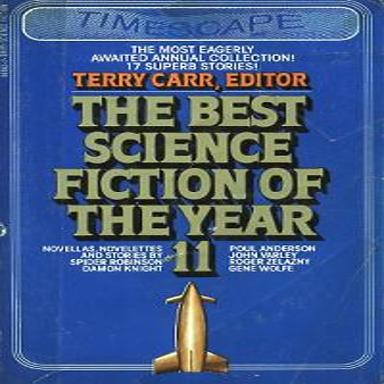 TIMESCAPE
THE MOST EAGERLY
AWAITED ANNUAL COLLECTION!
17 SUPERB STORIES!
TERRY CARR, EDITOR
THE BEST
SCIENCE
FICTION OF
THE YEAR
11
NOVELLAS, NOVELETTES
AND STORIES BY
SPIDER ROBINSON
DAMON KNIGHT
POUL ANDERSON
JOHN VARLEY
ROGER ZELAZNY
GENE WOLFE